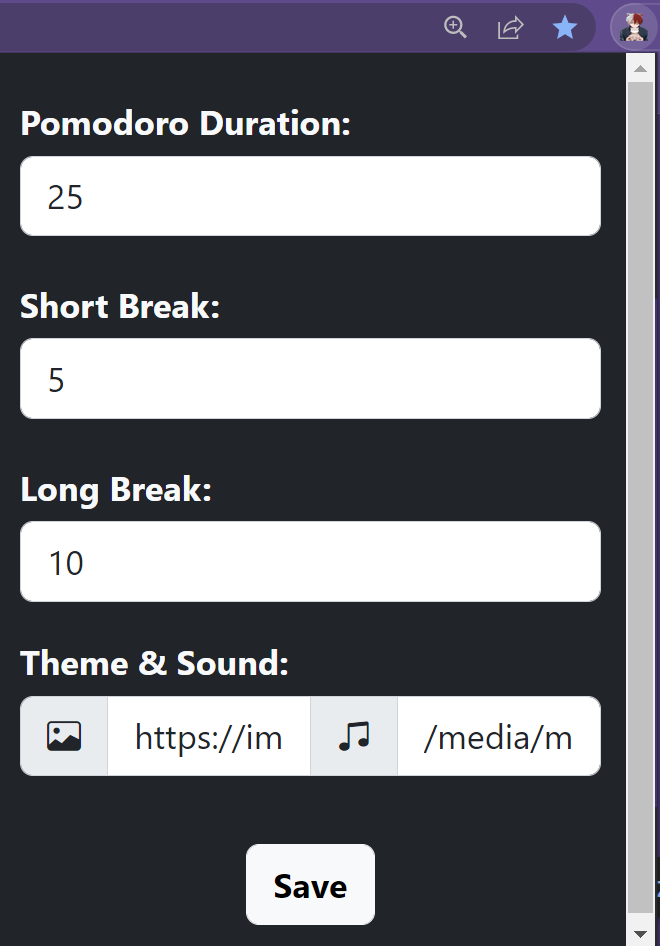 Pomodoro Duration:
25
Short Break:
5
Long Break:
10
Theme & Sound:
https://im /media/m
Save